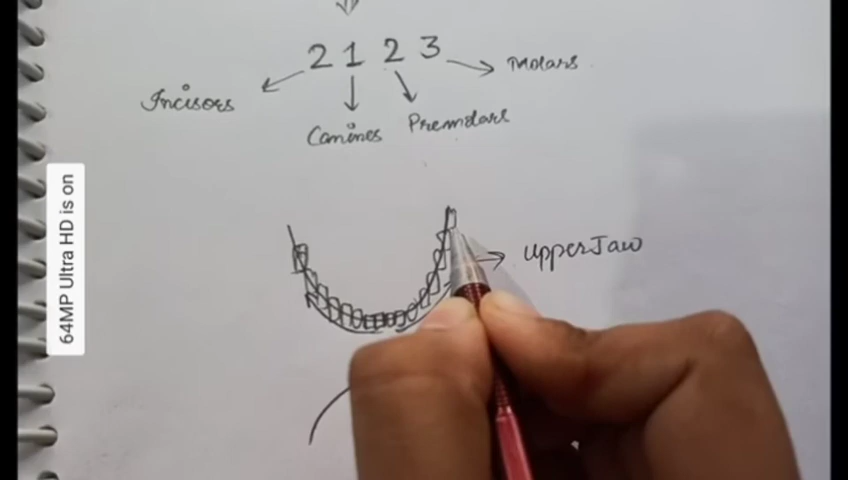 2 1 2 3
Molars
Incisors
Canines
Premolars
UpperJaw
64MP Ultra HD is on